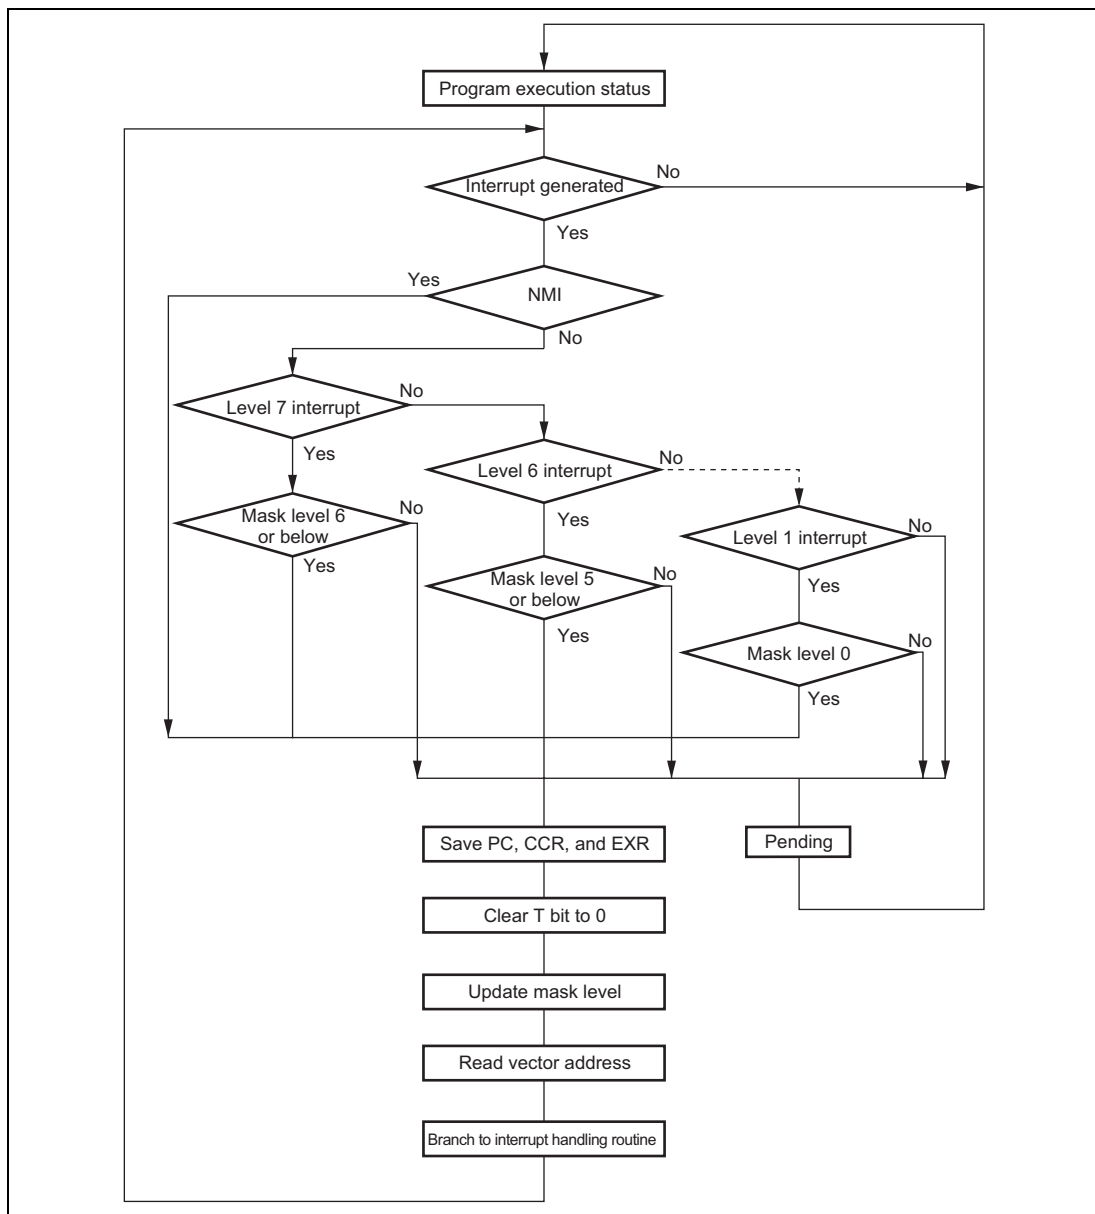 Program execution status
Interrupt generated
No
Yes
Yes
NMI
No
Level 7 interrupt
No
Yes
Level 6 interrupt
No
Mask level 6
or below
No
Yes
Yes
Level 1 interrupt
No
Mask level 5
or below
No
Yes
Yes
Mask level 0
No
Yes
Save PC, CCR, and EXR
Pending
Clear T bit to 0
Update mask level
Read vector address
Branch to interrupt handling routine